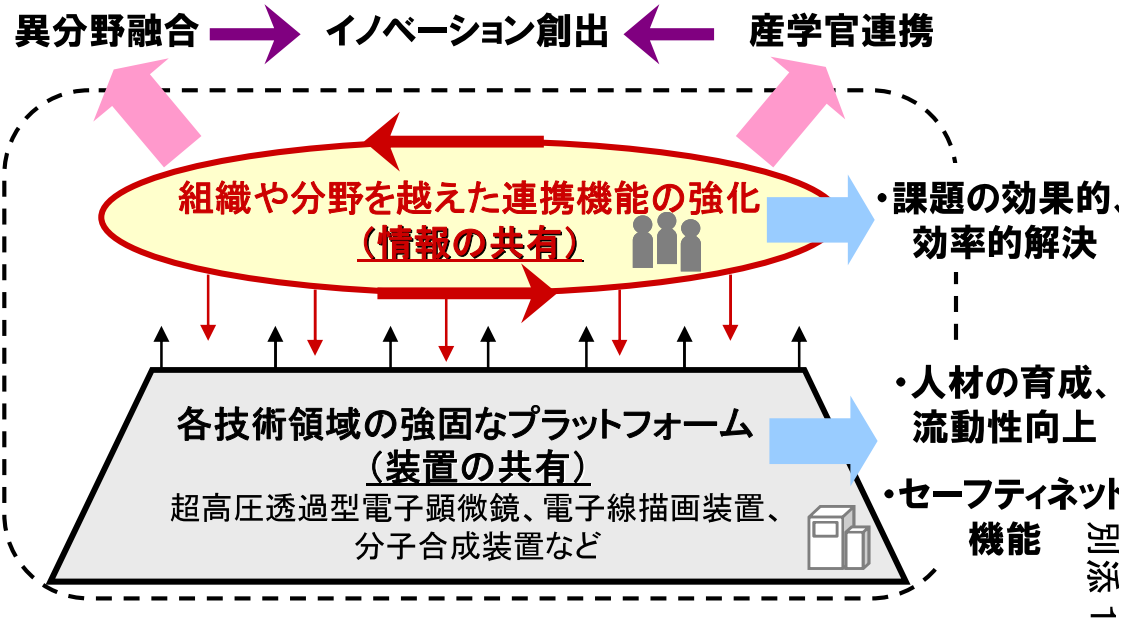 異分野融合
イノベーション創出
産学官連携
組織や分野を越えた連携機能の強化
（情報の共有）
・課題の効果的、
効率的解決
各技術領域の強固なプラットフォーム
（装置の共有）
超高圧透過型電子顕微鏡、電子線描画装置、
分子合成装置など
・人材の育成、
流動性向上
・セーフティネット
機能
別添１